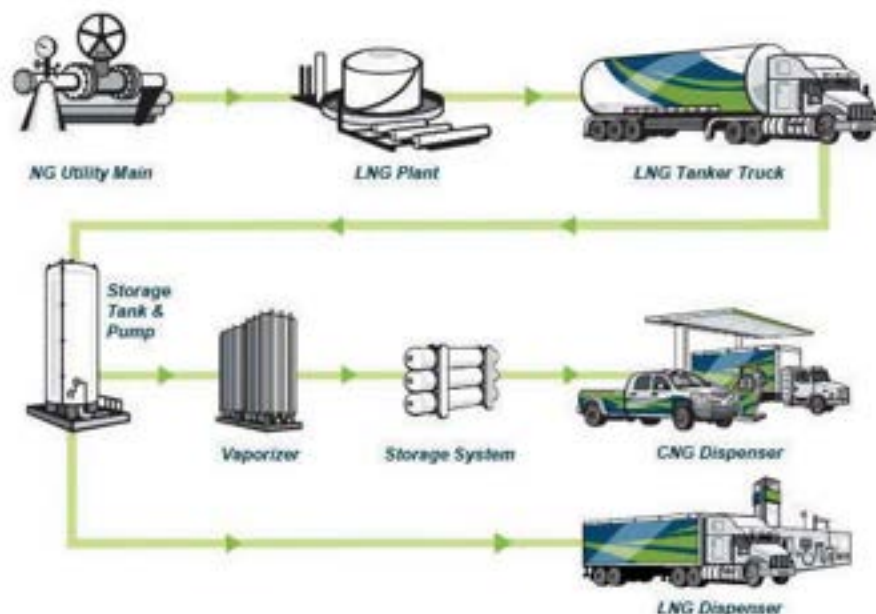 NG Utility Main
LNG Plant
LNG Tanker Truck
Storage
Tank &
Pump
Vaporizer
Storage System
CNG Dispenser
LNG Dispenser